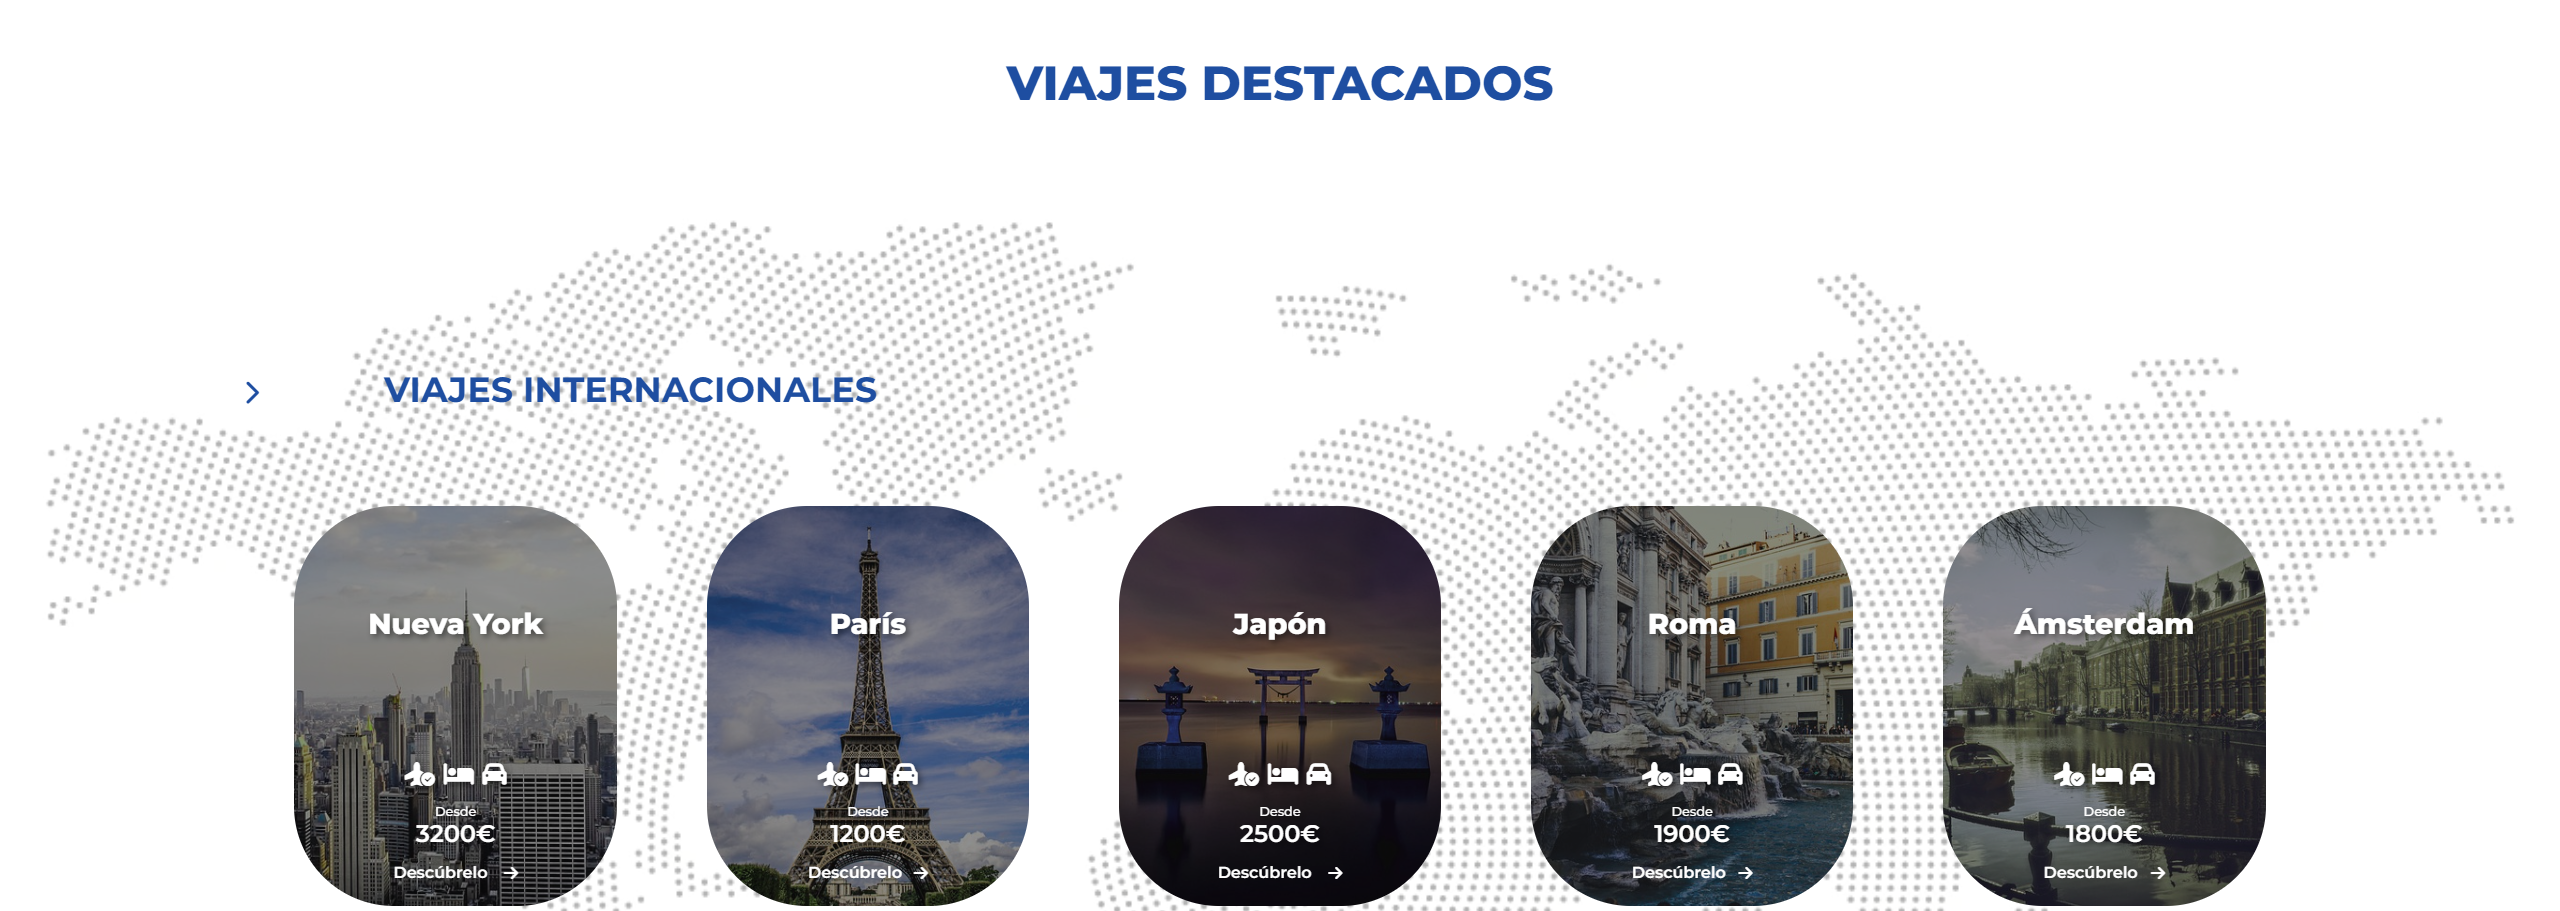 VIAJES DESTACADOS
VIAJES INTERNACIONALES
Nueva York
Desde
3200€
Descúbrelo
París
Desde
1200€
Descúbrelo
Japón
Desde
2500€
Descúbrelo
Roma
Desde
1900€
Descúbrelo
Ámsterdam
Desde
1800€
Descúbrelo